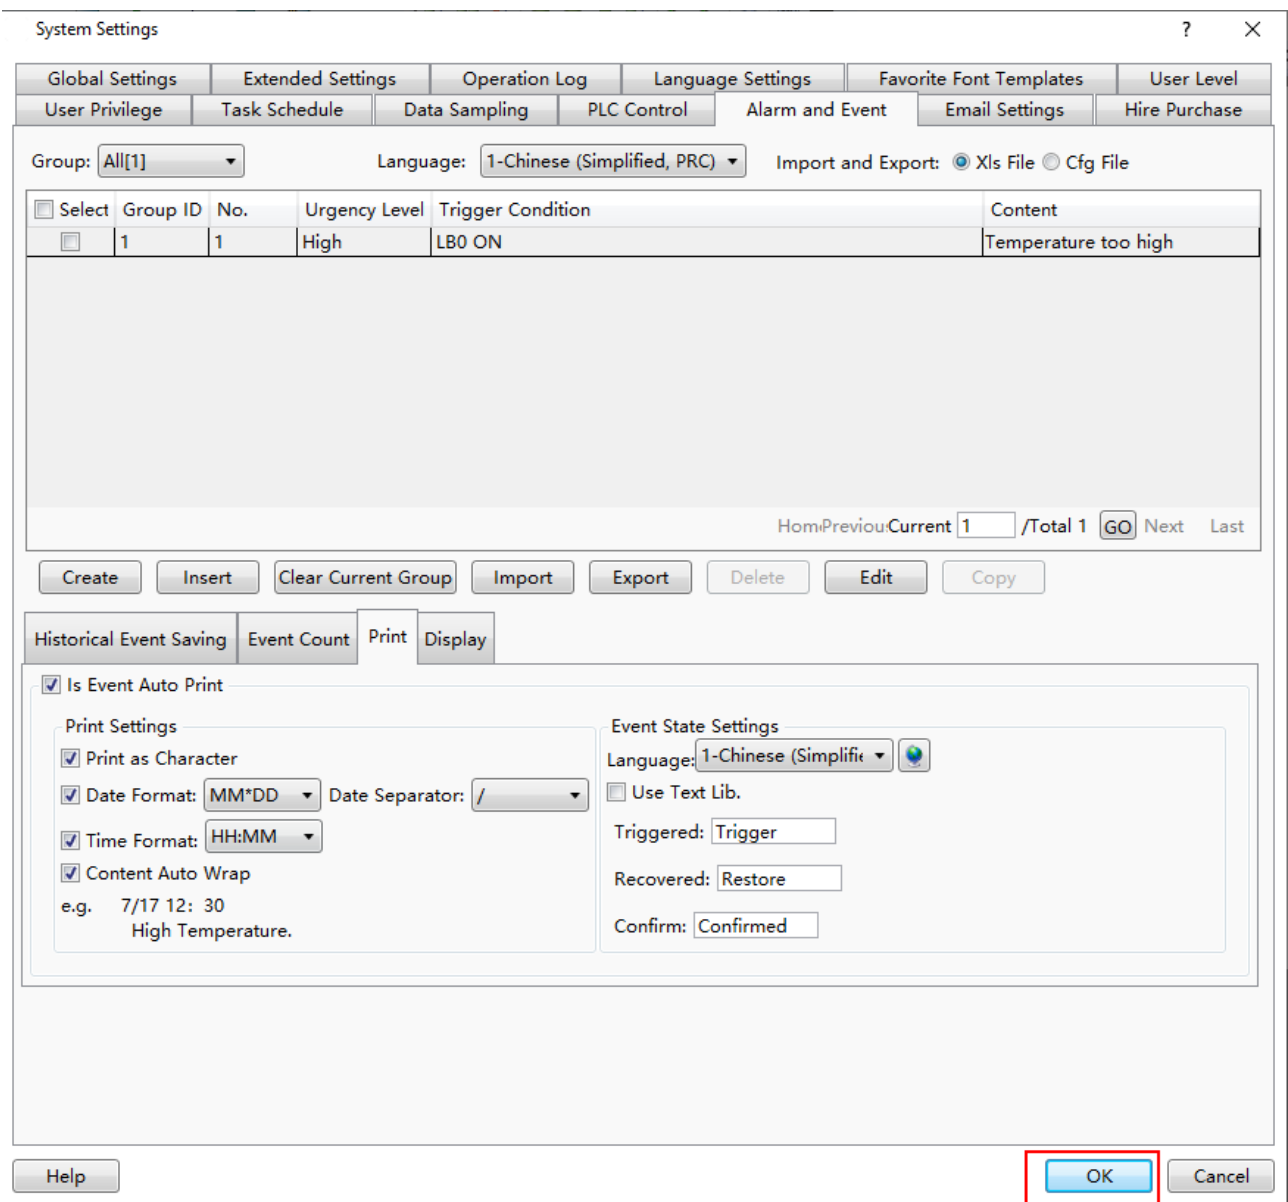 System Settings ?
Global Settings Extended Settings Operation Log Language Settings Favorite Font Templates User Level
User Privilege Task Schedule Data Sampling PLC Control Alarm and Event Email Settings Hire Purchase
Group: All[1] Language: 1-Chinese (Simplified, PRC) Import and Export: Xls File Cfg File
Select Group ID No. Urgency Level Trigger Condition Content
1 1 High LB0 ON Temperature too high
Hom Previou Current 1 /Total 1 GO Next Last
Create Insert Clear Current Group Import Export Delete Edit Copy
Historical Event Saving Event Count Print Display
Is Event Auto Print
Print Settings Event State Settings
Print as Character Language: 1-Chinese (Simplifi
Date Format: MM*DD Date Separator: / Use Text Lib.
Time Format: HH:MM Triggered: Trigger
Content Auto Wrap Recovered: Restore
e.g. 7/17 12: 30
High Temperature. Confirm: Confirmed
Help OK Cancel